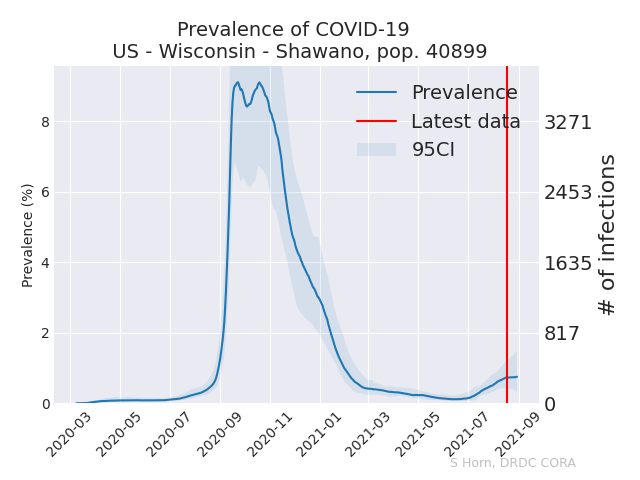 Prevalence of COVID-19
US - Wisconsin - Shawano, pop. 40899
Prevalence
Latest data
95CI
Prevalence (%)
8
6
4
2
0
3271
2453
1635
817
0
# of infections
2020-03
2020-05
2020-07
2020-09
2020-11
2021-01
2021-03
2021-05
2021-07
2021-09
S Horn, DRDC CORA